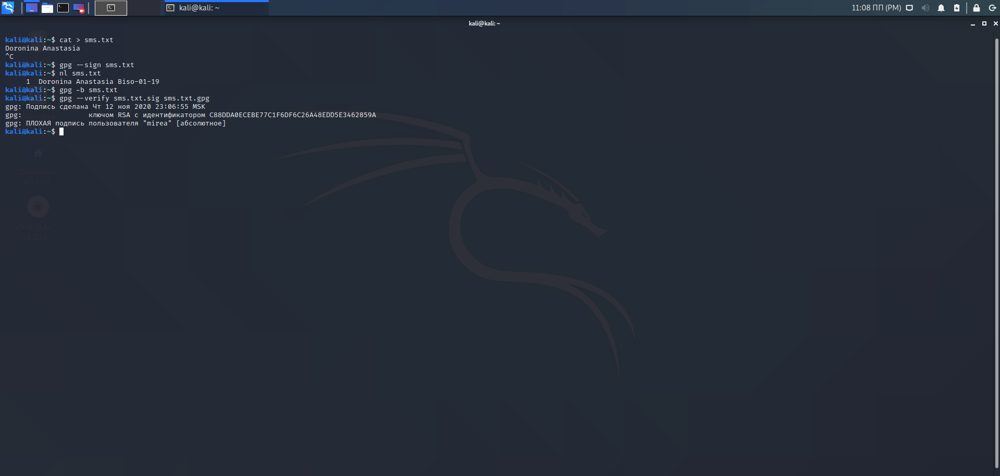 kali@kali: ~
11:08 ПП (PM)
kali@kali: ~
kali@kali:~$ cat > sms.txt
Doronina Anastasia
^C
kali@kali:~$ gpg --sign sms.txt
kali@kali:~$ nl sms.txt
     1  Doronina Anastasia Biso-01-19
kali@kali:~$ gpg -b sms.txt
kali@kali:~$ gpg --verify sms.txt.sig sms.txt.gpg
gpg: Подпись сделана Чт 12 ноя 2020 23:06:55 MSK
gpg:                ключом RSA с идентификатором C88DDA0ECEBE77C1F6DF6C26A48EDD5E3462859A
gpg: ПЛОХАЯ подпись пользователя "mirea" [абсолютное]
kali@kali:~$
Домашний
каталог
VBox_GAs_
6.1.14